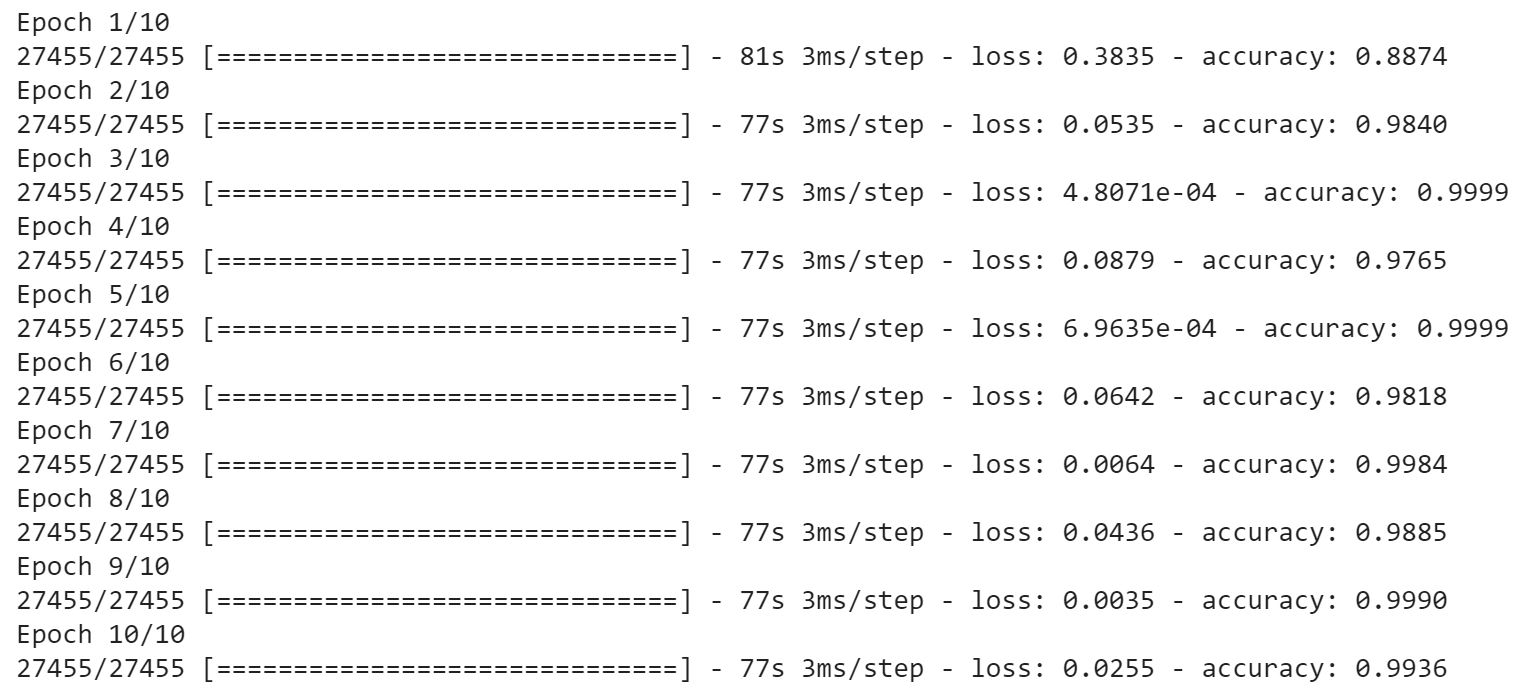 Epoch 1/10
27455/27455 [==============================] - 81s 3ms/step - loss: 0.3835 - accuracy: 0.8874
Epoch 2/10
27455/27455 [==============================] - 77s 3ms/step - loss: 0.0535 - accuracy: 0.9840
Epoch 3/10
27455/27455 [==============================] - 77s 3ms/step - loss: 4.8071e-04 - accuracy: 0.9999
Epoch 4/10
27455/27455 [==============================] - 77s 3ms/step - loss: 0.0879 - accuracy: 0.9765
Epoch 5/10
27455/27455 [==============================] - 77s 3ms/step - loss: 6.9635e-04 - accuracy: 0.9999
Epoch 6/10
27455/27455 [==============================] - 77s 3ms/step - loss: 0.0642 - accuracy: 0.9818
Epoch 7/10
27455/27455 [==============================] - 77s 3ms/step - loss: 0.0064 - accuracy: 0.9984
Epoch 8/10
27455/27455 [==============================] - 77s 3ms/step - loss: 0.0436 - accuracy: 0.9885
Epoch 9/10
27455/27455 [==============================] - 77s 3ms/step - loss: 0.0035 - accuracy: 0.9990
Epoch 10/10
27455/27455 [==============================] - 77s 3ms/step - loss: 0.0255 - accuracy: 0.9936